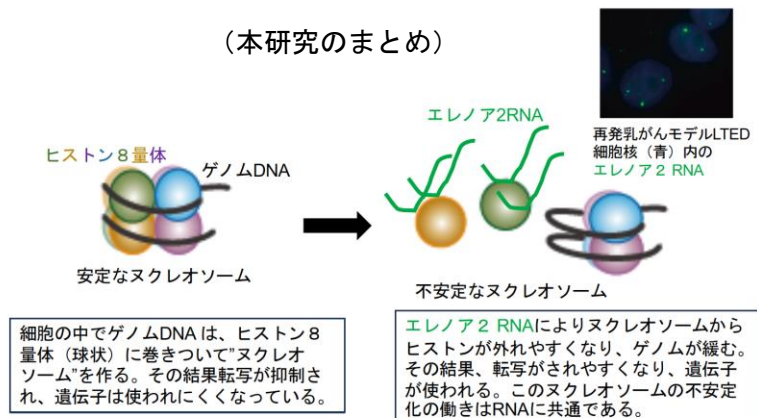 （本研究のまとめ）
エレノア2RNA
再発乳がんモデルLTED
細胞核（青）内の
エレノア２ RNA
ヒストン８量体
ゲノムDNA
安定なヌクレオソーム
不安定なヌクレオソーム
細胞の中でゲノムDNA は、ヒストン８
量体（球状）に巻きついて”ヌクレオ
ソーム”を作る。その結果転写が抑制さ
れ、遺伝子は使われにくくなっている。
エレノア２ RNAによりヌクレオソームから
ヒストンが外れやすくなり、ゲノムが緩む。
その結果、転写がされやすくなり、遺伝子
が使われる。このヌクレオソームの不安定
化の働きはRNAに共通である。